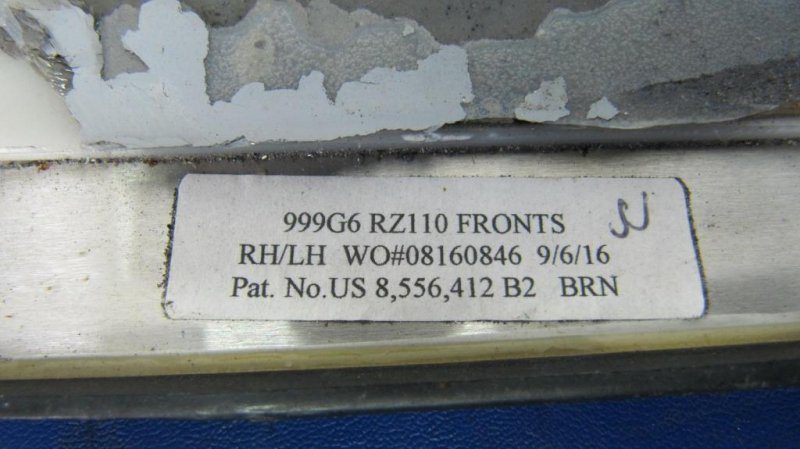 999G6 RZ110 FRONTS
RH/LH WO#08160846 9/6/16
Pat. No.US 8,556,412 B2 BRN